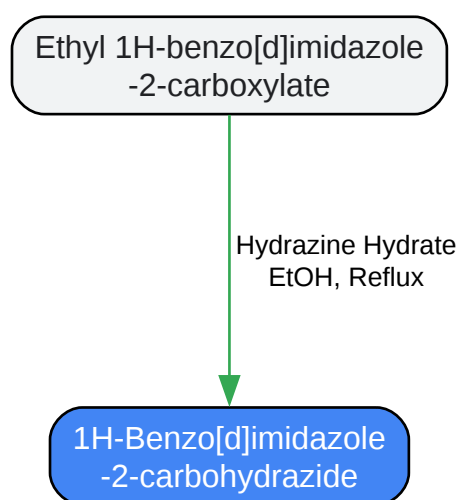 Ethyl 1H-benzo[d]imidazole
-2-carboxylate
Hydrazine Hydrate
EtOH, Reflux
1H-Benzo[d]imidazole
-2-carbohydrazide